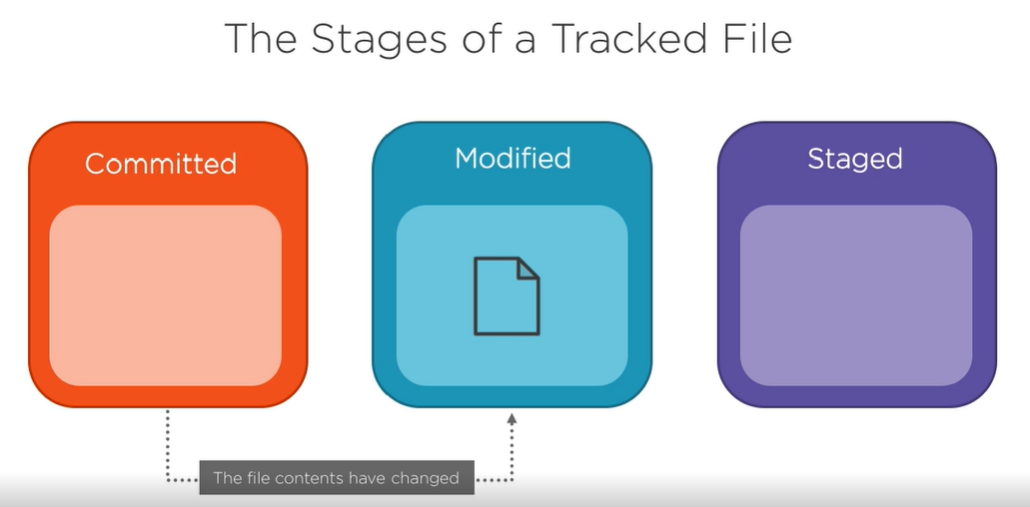 The Stages of a Tracked File
Committed
Modified
Staged
The file contents have changed